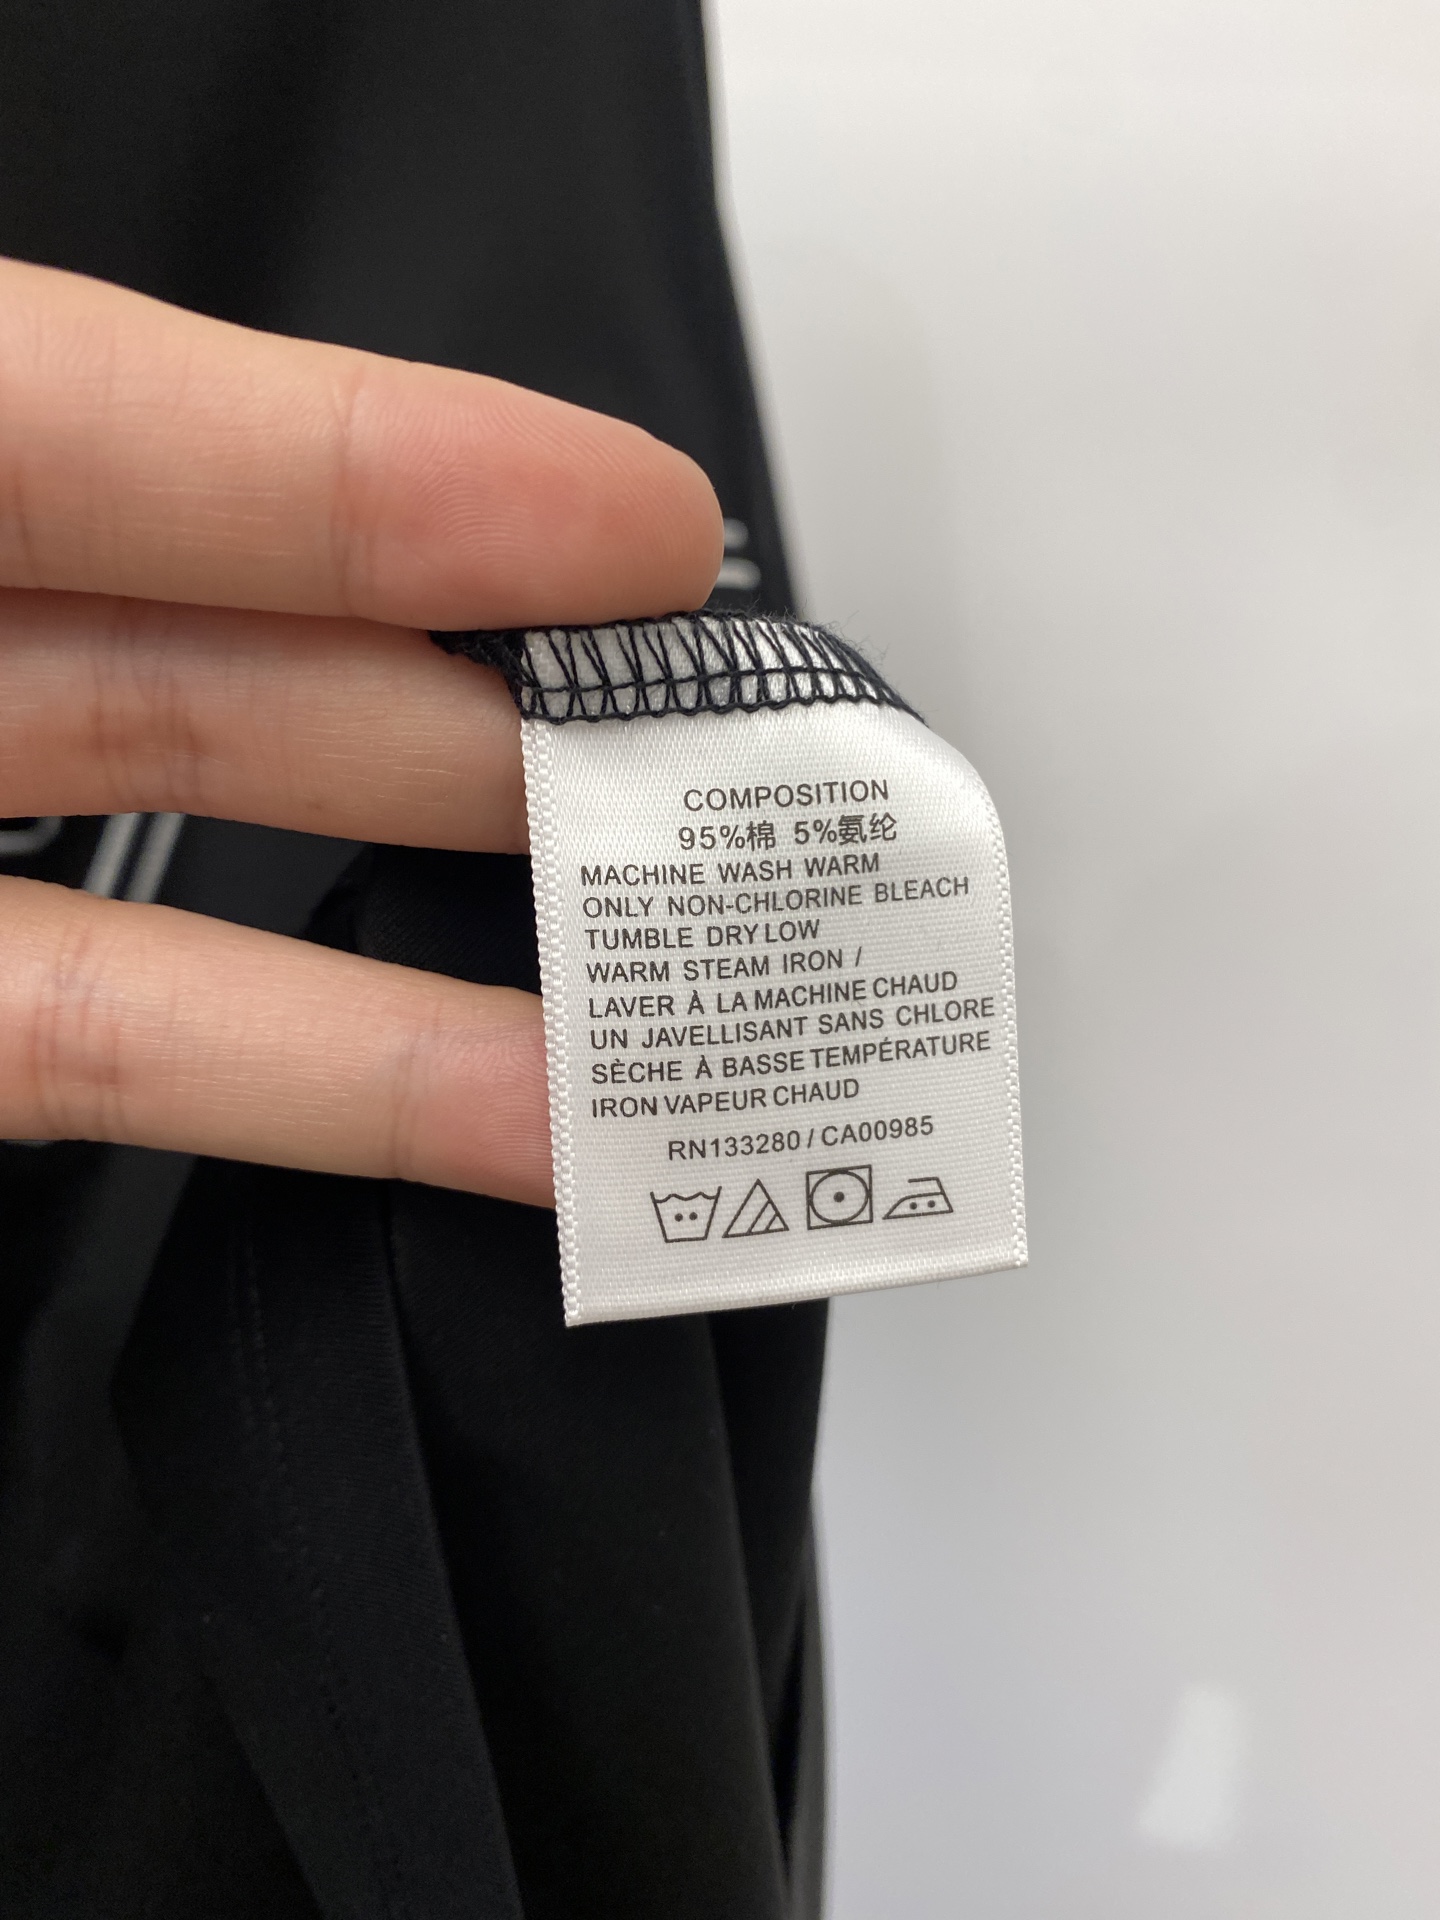 COMPOSITION
95%棉 5%氨纶
MACHINE WASH WARM
ONLY NON-CHLORINE BLEACH
TUMBLE DRY LOW
WARM STEAM IRON /
LAVER À LA MACHINE CHAUD
UN JAVELLISANT SANS CHLORE
SÈCHE À BASSE TEMPÉRATURE
IRON VAPEUR CHAUD
RN133280 / CA00985